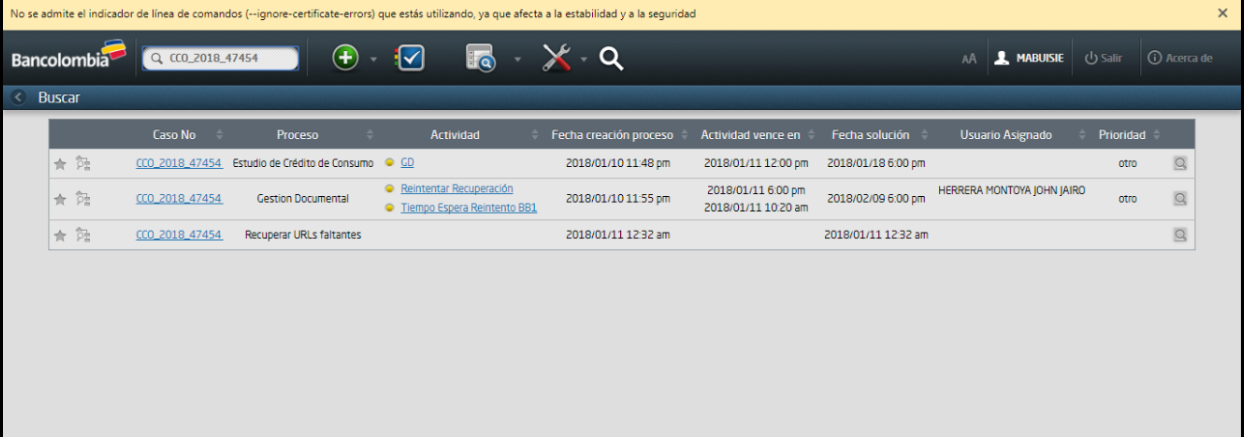 No se admite el indicador de línea de comandos (--ignore-certificate-errors) que estás utilizando, ya que afecta a la estabilidad y a la seguridad
Bancolombia CCO_2018_47454 AA MABUISIE Salir Acerca de
Buscar
Caso No Proceso Actividad Fecha creación proceso Actividad vence en Fecha solución Usuario Asignado Prioridad
CCO_2018_47454 Estudio de Crédito de Consumo GD 2018/01/10 11:48 pm 2018/01/11 12:00 pm 2018/01/18 6:00 pm otro
CCO_2018_47454 Gestion Documental Reintentar Recuperación 2018/01/10 11:55 pm 2018/01/11 6:00 pm 2018/02/09 6:00 pm HERRERA MONTOYA JOHN JAIRO otro
Tiempo Espera Reintento BB1 2018/01/11 10:20 am
CCO_2018_47454 Recuperar URLs faltantes 2018/01/11 12:32 am 2018/01/11 12:32 am